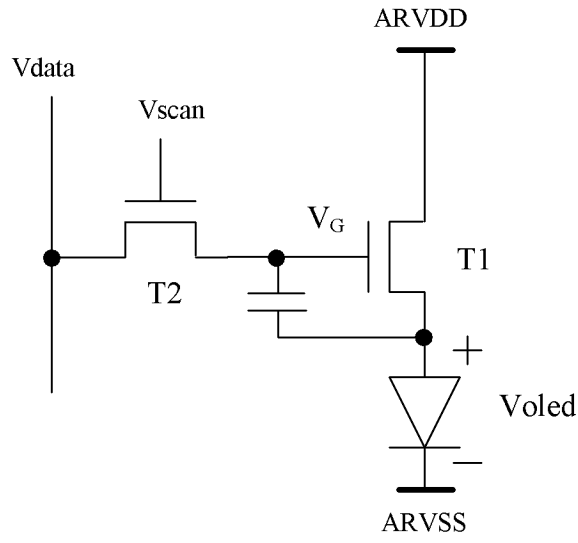 ARVDD
Vdata
Vscan
VG
T1
T2
+
Voled
−
ARVSS